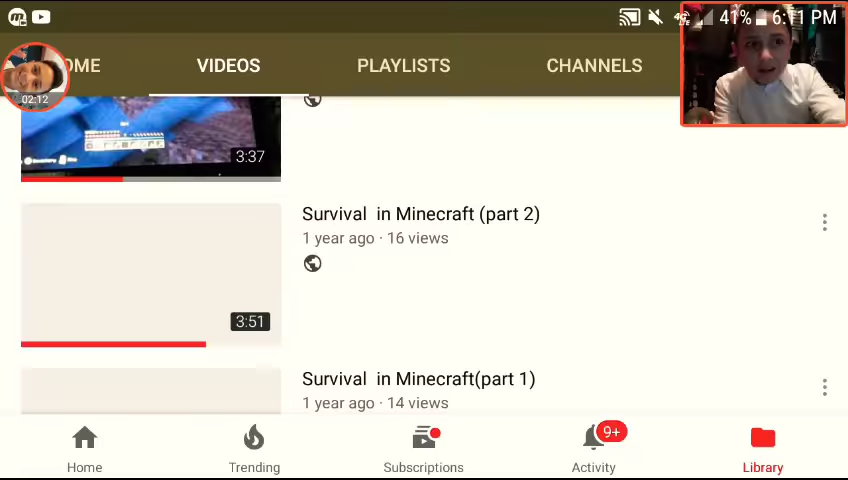 41% 6:11 PM
OME VIDEOS PLAYLISTS CHANNELS
02:12
3:37
Survival in Minecraft (part 2)
1 year ago · 16 views
3:51
Survival in Minecraft(part 1)
1 year ago · 14 views
9+
Home Trending Subscriptions Activity Library